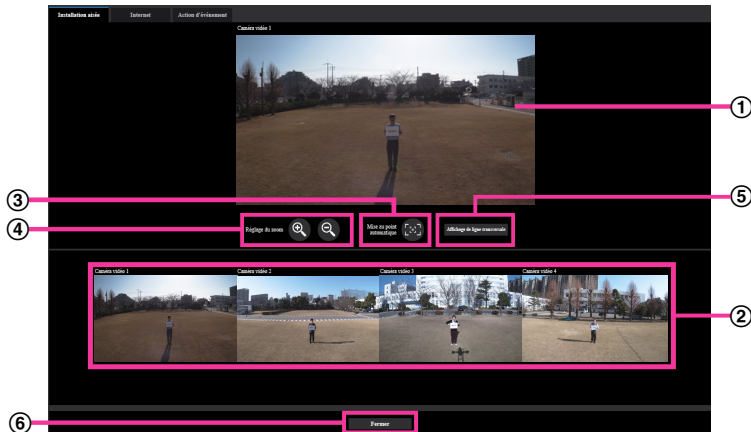 Installation aisée
Internet
Action d'événement
Caméra vidéo 1
①
③
⑤
④
Réglage du zoom
Mise au point
automatique
Affichage de ligne transversale
Caméra vidéo 1
Caméra vidéo 2
Caméra vidéo 3
Caméra vidéo 4
②
⑥
Fermer